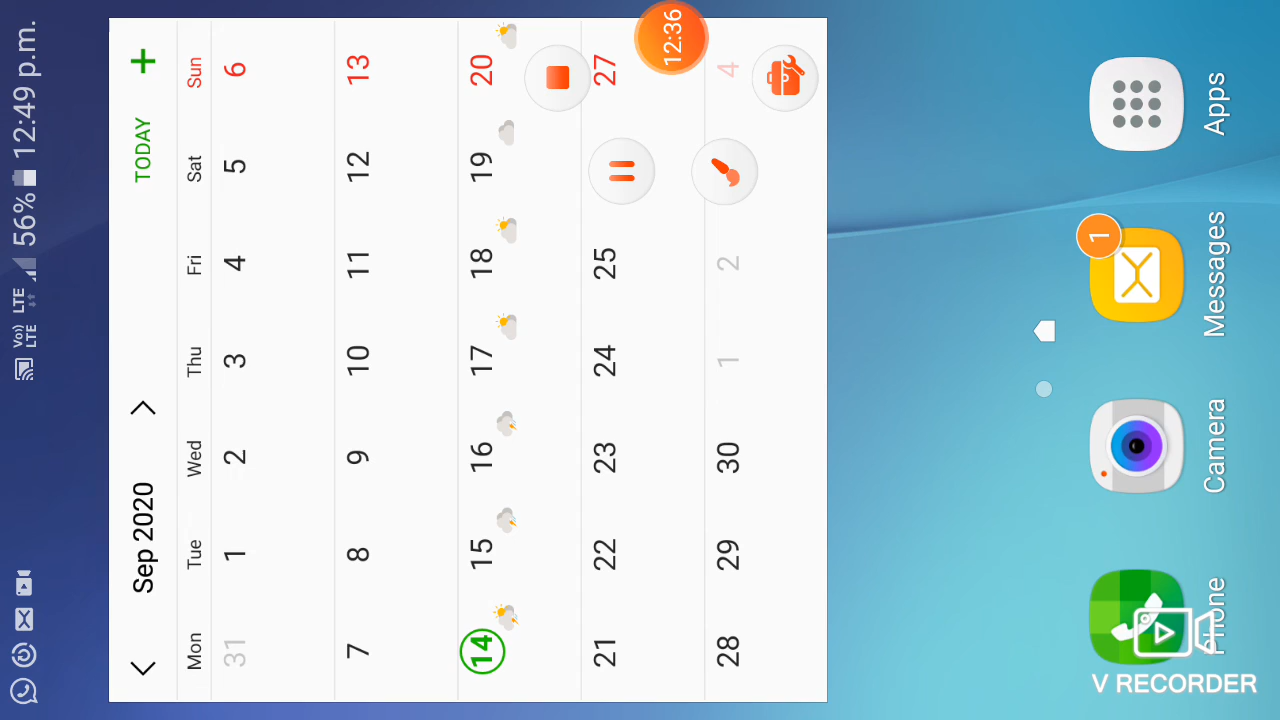 56% 12:49 p.m.
Vo)) LTE
LTE
Sep 2020
TODAY
+
Mon Tue Wed Thu Fri Sat Sun
31 1 2 3 4 5 6
7 8 9 10 11 12 13
14 15 16 17 18 19 20
21 22 23 24 25 27
28 29 30 1 2 4
12:36
1
Phone Camera Messages Apps
V RECORDER